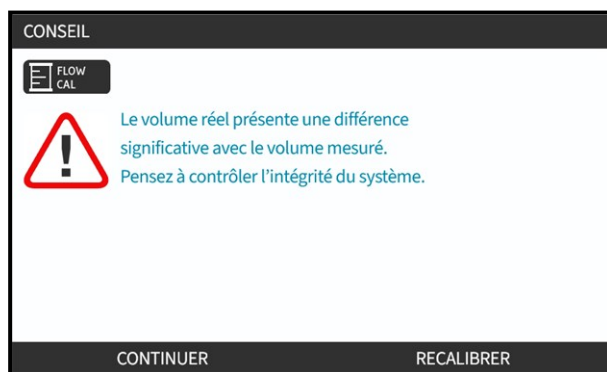 CONSEIL
FLOW
CAL
Le volume réel présente une différence
significative avec le volume mesuré.
Pensez à contrôler l’intégrité du système.
CONTINUER
RECALIBRER